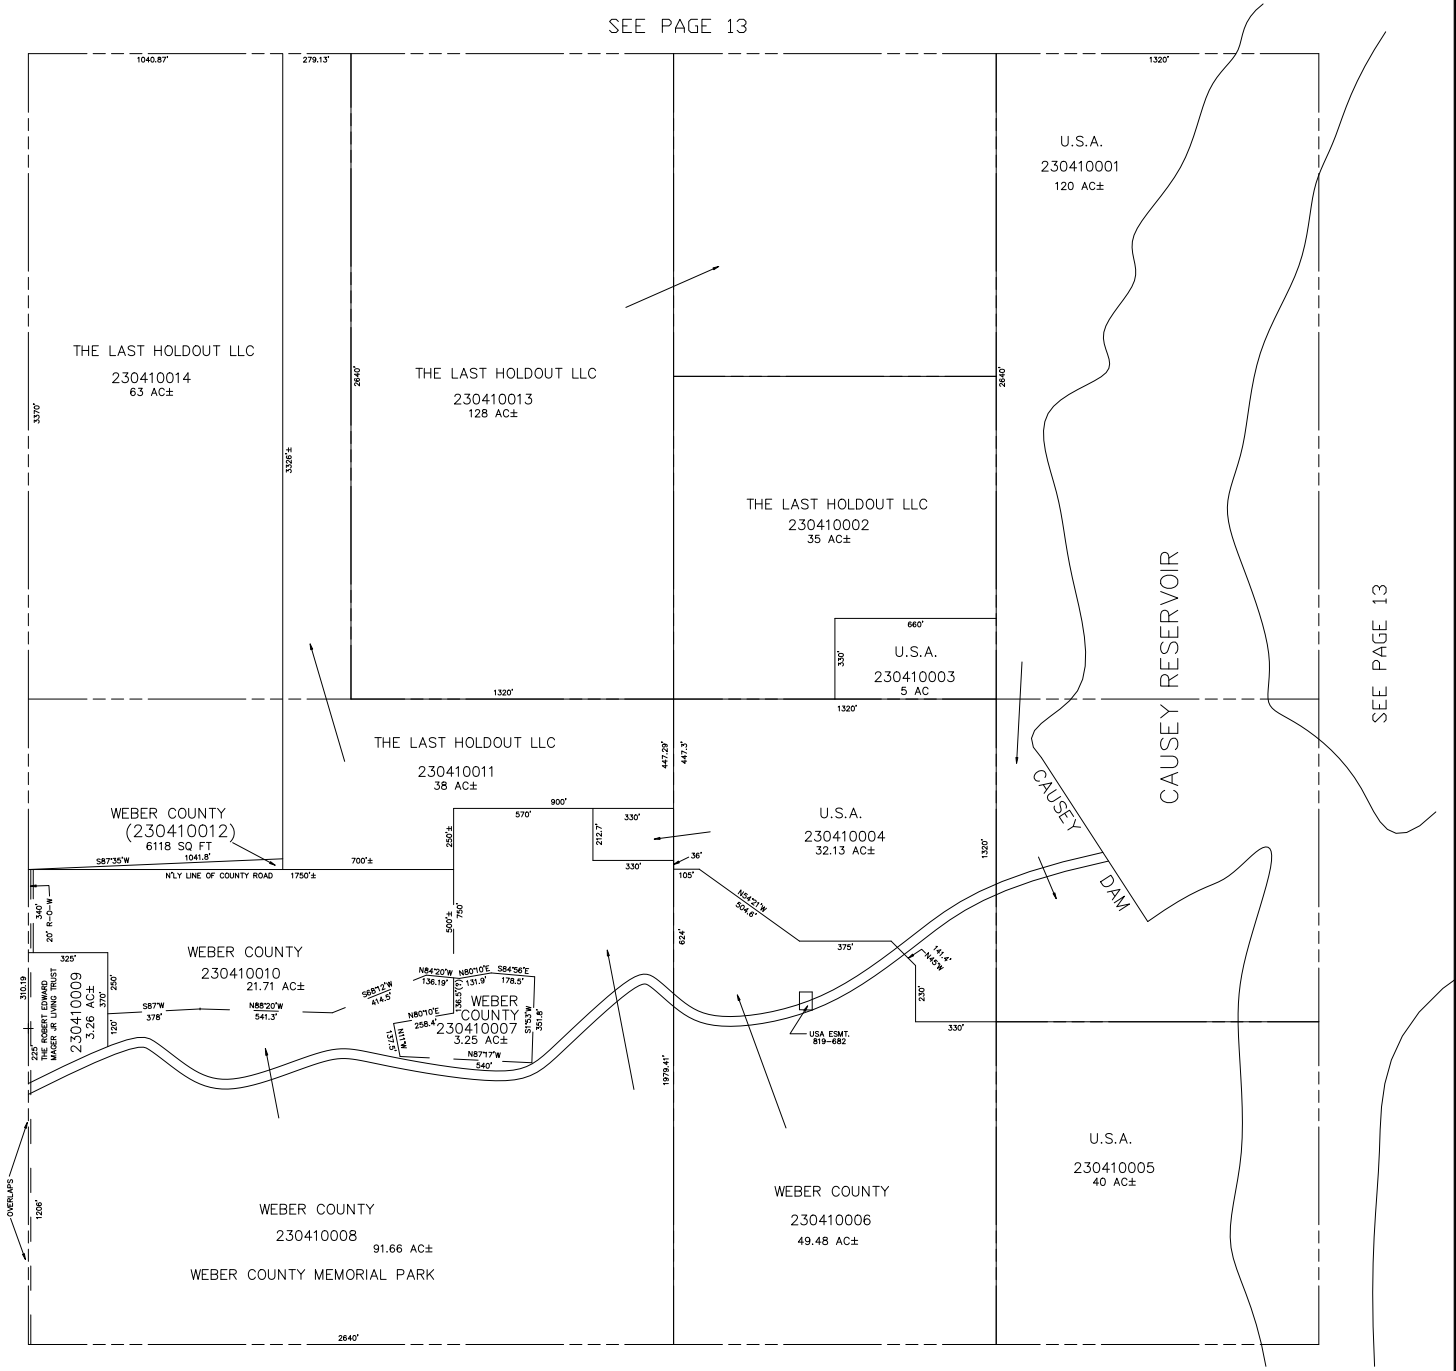 SEE PAGE 13
1040.87'
279.13'
1320'
U.S.A.
230410001
120 AC±
THE LAST HOLDOUT LLC
230410014
63 AC±
3370'
3326'±
2640'
THE LAST HOLDOUT LLC
230410013
128 AC±
2640'
THE LAST HOLDOUT LLC
230410002
35 AC±
660'
330'
U.S.A.
230410003
5 AC
1320'
1320'
CAUSEY RESERVOIR
SEE PAGE 13
THE LAST HOLDOUT LLC
230410011
38 AC±
447.29'
447.3'
CAUSEY
DAM
WEBER COUNTY
(230410012)
6118 SQ FT
S87°35"W
1041.8'
N'LY LINE OF COUNTY ROAD
1750'±
700'±
250'±
900'
570'
330'
212.7'
330'
36'
105'
U.S.A.
230410004
32.13 AC±
1320'
340'
20' R-O-W
750'
500'±
624'
N54°21"W
504.6'
375'
141.4'
N45°W
230'
330'
WEBER COUNTY
230410010
21.71 AC±
325'
250'
370'
120'
310.19
225'
THE ROBERT EDWARD
MAGER JR LIVING TRUST
230410009
3.26 AC±
S87°W
378'
N88°20"W
541.3'
S68°12"W
414.5'
N84°20"W
136.19'
N80°10"E
131.9'
S84°56"E
178.5'
136.5'(?)
N80°10"E
258.4'
N11°W
137.5'
WEBER
COUNTY
230410007
3.25 AC±
S1°53"W
351.8'
N87°17"W
540'
USA ESMT.
819-682
1979.41'
OVERLAPS
1206'
WEBER COUNTY
230410008
91.66 AC±
WEBER COUNTY MEMORIAL PARK
WEBER COUNTY
230410006
49.48 AC±
U.S.A.
230410005
40 AC±
2640'